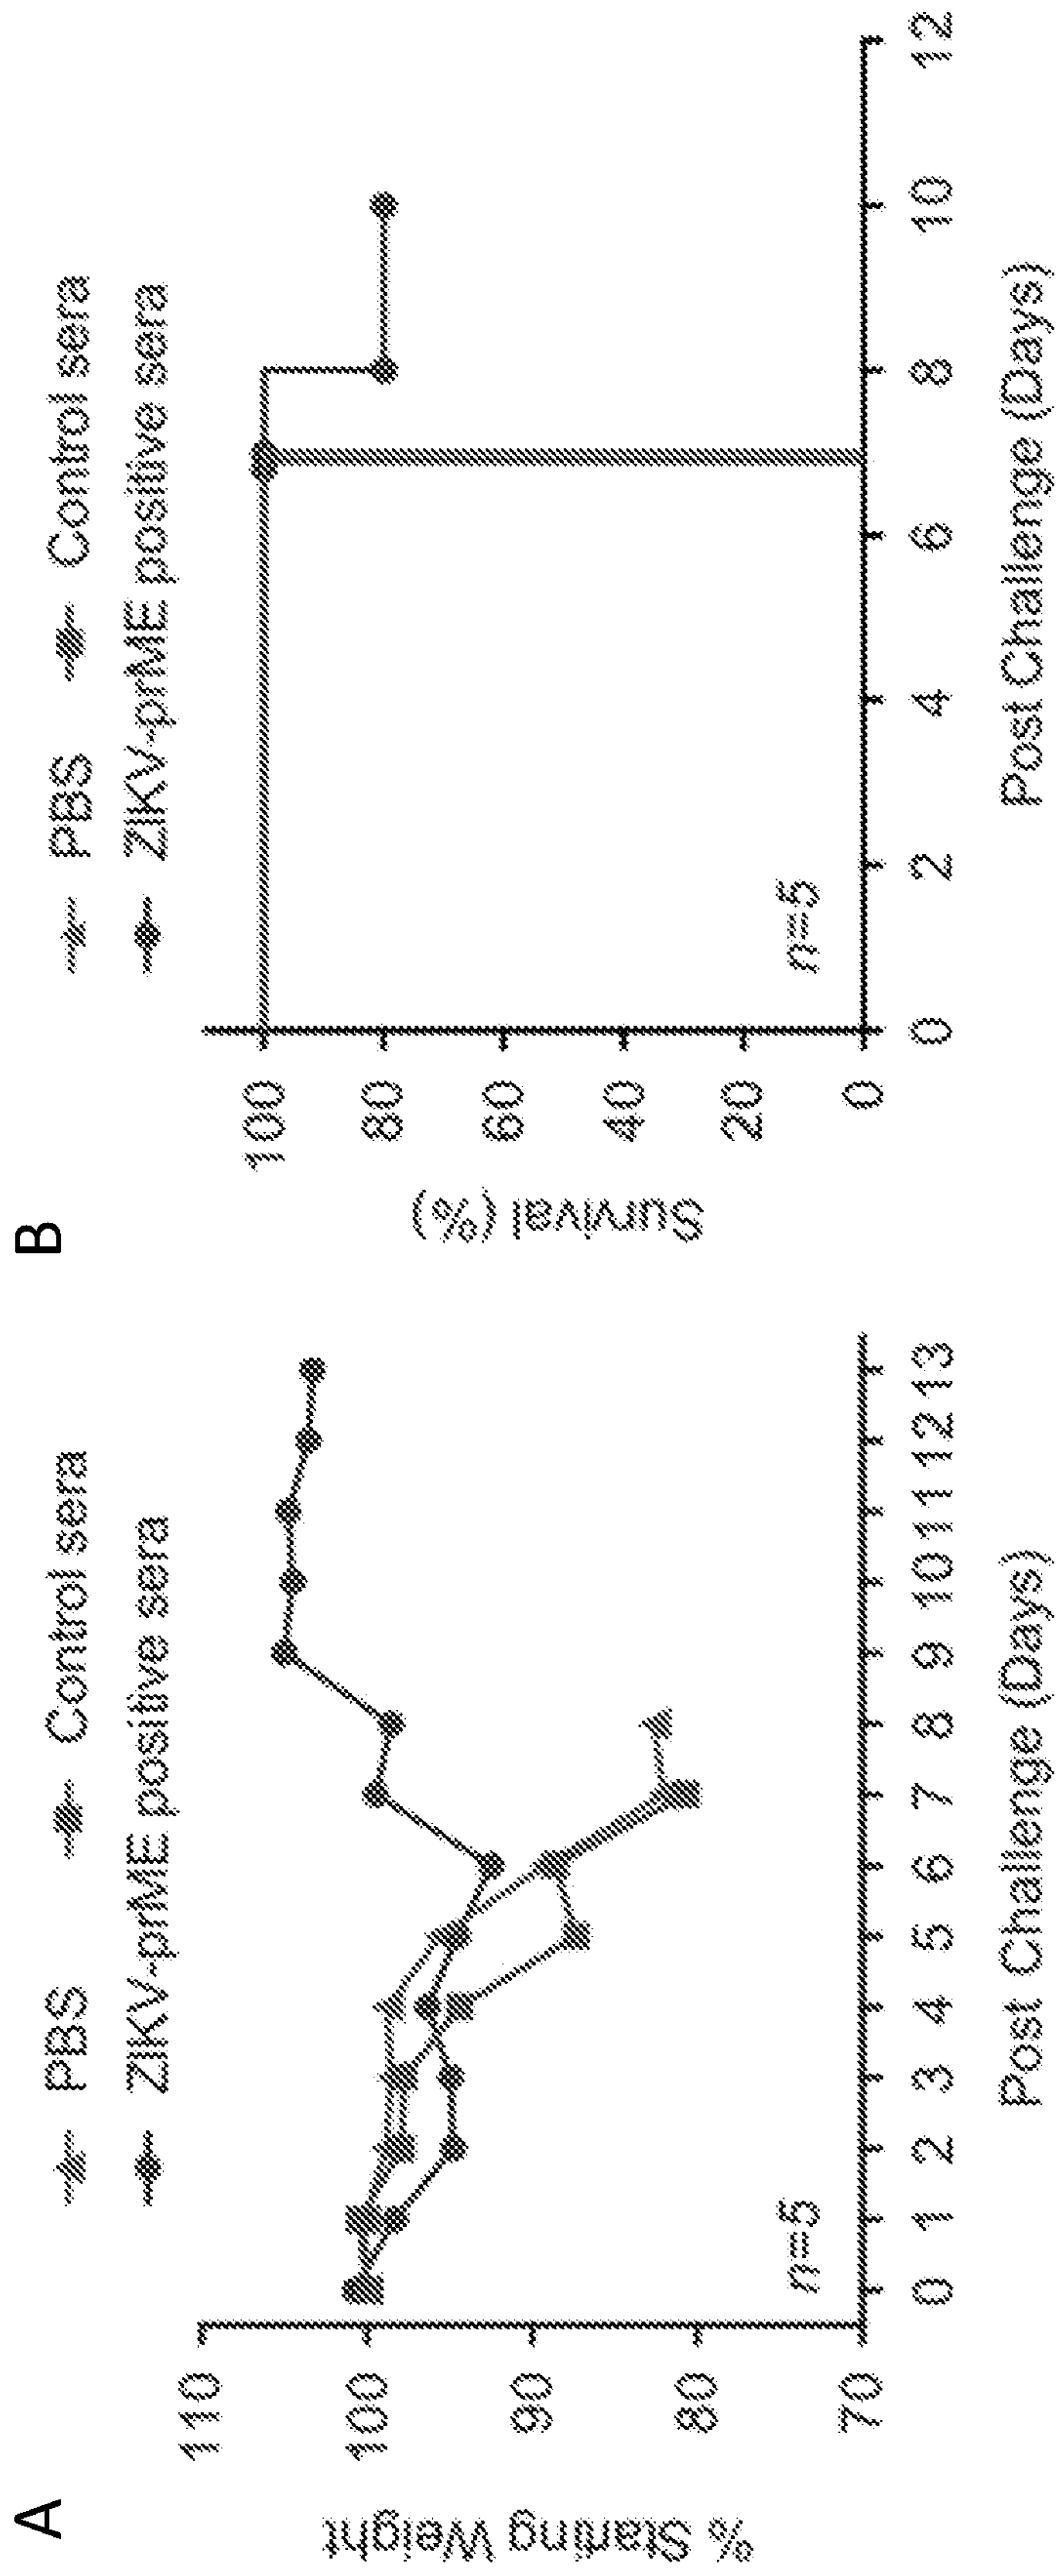 A
PBS
Control sera
ZIKV-prME positive sera
% Starting Weight
110
100
90
80
70
n=5
0 1 2 3 4 5 6 7 8 9 10 11 12 13
Post Challenge (Days)
B
PBS
Control sera
ZIKV-prME positive sera
Survival (%)
100
80
60
40
20
0
n=5
0 2 4 6 8 10 12
Post Challenge (Days)